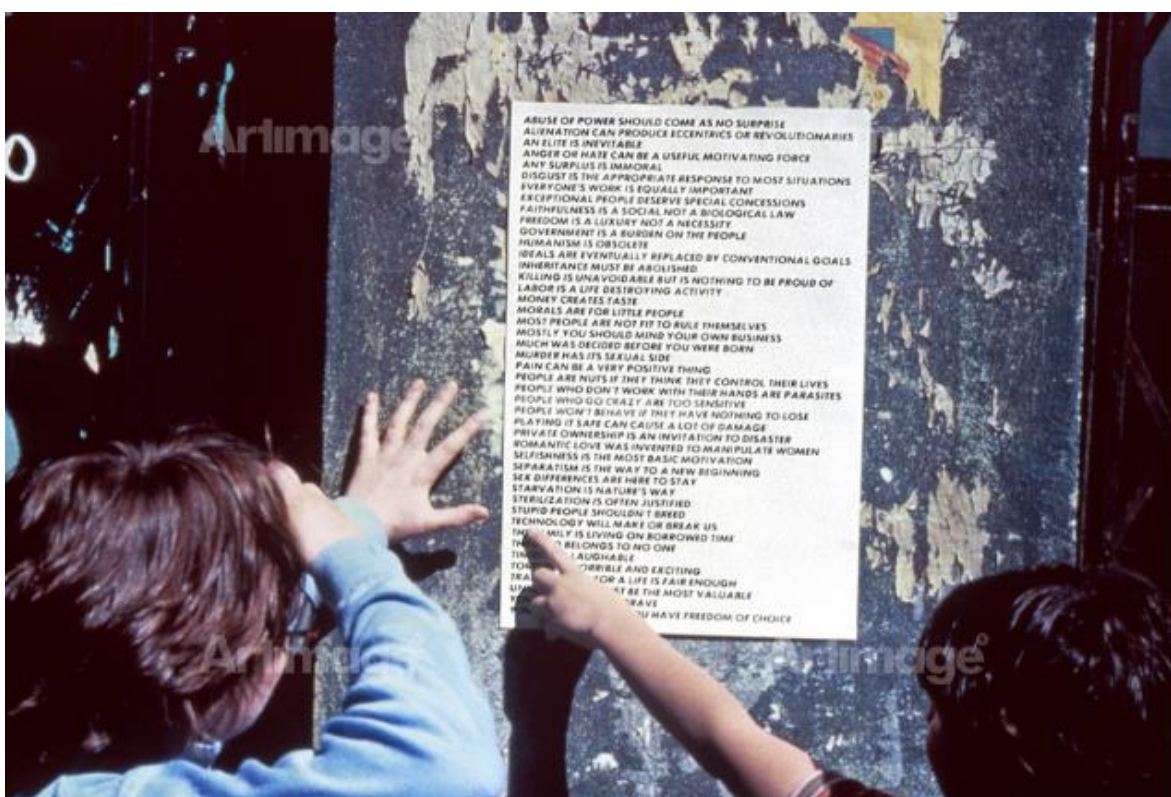 Artimage
ABUSE OF POWER SHOULD COME AS NO SURPRISE
ALIENATION CAN PRODUCE ECCENTRICS OR REVOLUTIONARIES
AN ELITE IS INEVITABLE
ANGER OR HATE CAN BE A USEFUL MOTIVATING FORCE
ANY SURPLUS IS IMMORAL
DISGUST IS THE APPROPRIATE RESPONSE TO MOST SITUATIONS
EVERYONE'S WORK IS EQUALLY IMPORTANT
EXCEPTIONAL PEOPLE DESERVE SPECIAL CONCESSIONS
FAITHFULNESS IS A SOCIAL NOT A BIOLOGICAL LAW
FREEDOM IS A LUXURY NOT A NECESSITY
GOVERNMENT IS A BURDEN ON THE PEOPLE
HUMANISM IS OBSOLETE
IDEALS ARE EVENTUALLY REPLACED BY CONVENTIONAL GOALS
INHERITANCE MUST BE ABOLISHED
KILLING IS UNAVOIDABLE BUT IS NOTHING TO BE PROUD OF
LABOR IS A LIFE DESTROYING ACTIVITY
MONEY CREATES TASTE
MORALS ARE FOR LITTLE PEOPLE
MOST PEOPLE ARE NOT FIT TO RULE THEMSELVES
MOSTLY YOU SHOULD MIND YOUR OWN BUSINESS
MUCH WAS DECIDED BEFORE YOU WERE BORN
MURDER HAS ITS SEXUAL SIDE
PAIN CAN BE A VERY POSITIVE THING
PEOPLE ARE NUTS IF THEY THINK THEY CONTROL THEIR LIVES
PEOPLE WHO DON'T WORK WITH THEIR HANDS ARE PARASITES
PEOPLE WHO GO CRAZY ARE TOO SENSITIVE
PEOPLE WON'T BEHAVE IF THEY HAVE NOTHING TO LOSE
PLAYING IT SAFE CAN CAUSE A LOT OF DAMAGE
PRIVATE OWNERSHIP IS AN INVITATION TO DISASTER
ROMANTIC LOVE WAS INVENTED TO MANIPULATE WOMEN
SELFISHNESS IS THE MOST BASIC MOTIVATION
SEPARATISM IS THE WAY TO A NEW BEGINNING
SEX DIFFERENCES ARE HERE TO STAY
STARVATION IS NATURE'S WAY
STERILIZATION IS OFTEN JUSTIFIED
STUPID PEOPLE SHOULDN'T BREED
TECHNOLOGY WILL MAKE OR BREAK US
THE FAMILY IS LIVING ON BORROWED TIME
BELONGS TO NO ONE
LAUGHABLE
HORRIBLE AND EXCITING
FOR A LIFE IS FAIR ENOUGH
BE THE MOST VALUABLE
HAVE FREEDOM OF CHOICE
Artimage
Artimage